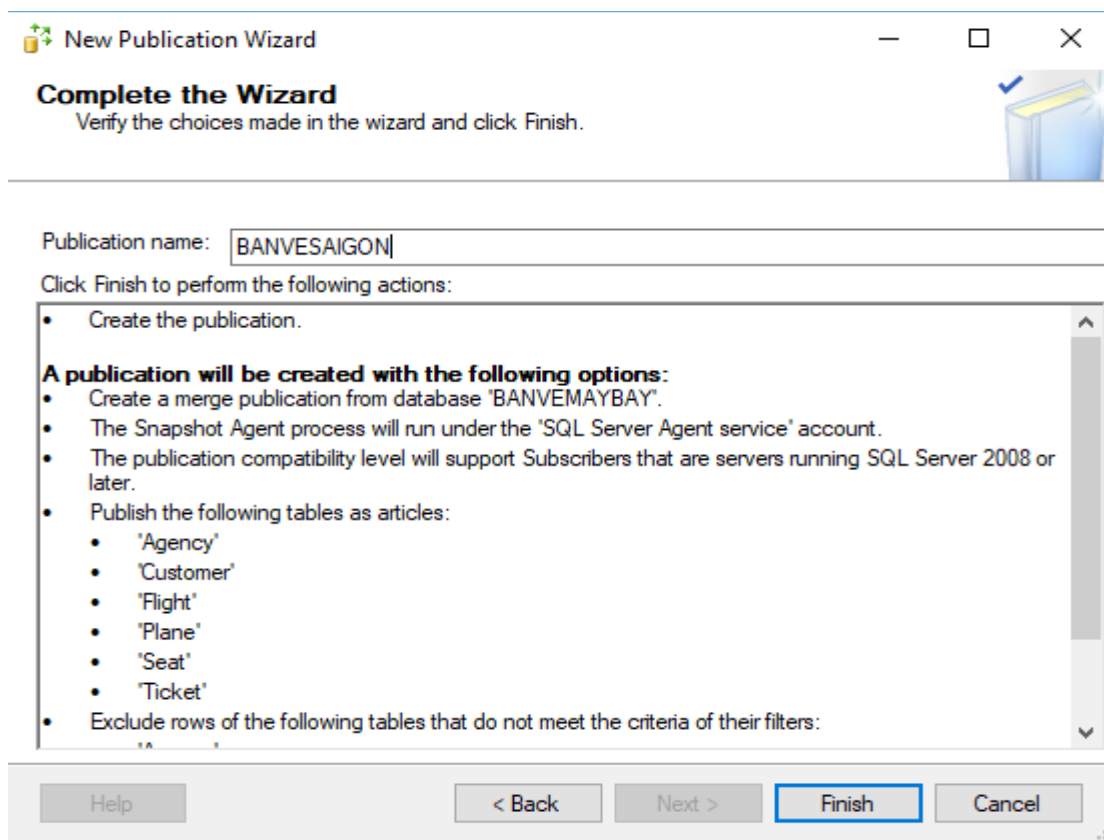 New Publication Wizard
Complete the Wizard
Verify the choices made in the wizard and click Finish.
Publication name: BANVESAIGON
Click Finish to perform the following actions:
• Create the publication.
A publication will be created with the following options:
• Create a merge publication from database 'BANVEMAYBAY'.
• The Snapshot Agent process will run under the 'SQL Server Agent service' account.
• The publication compatibility level will support Subscribers that are servers running SQL Server 2008 or
later.
• Publish the following tables as articles:
• 'Agency'
• 'Customer'
• 'Flight'
• 'Plane'
• 'Seat'
• 'Ticket'
• Exclude rows of the following tables that do not meet the criteria of their filters:
Help < Back Next > Finish Cancel